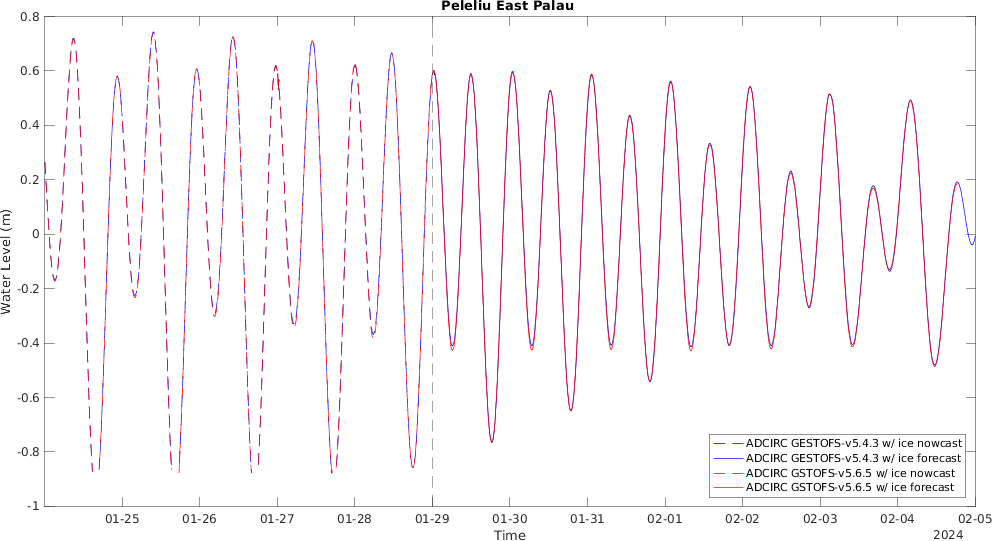 Peleliu East Palau
0.8
0.6
0.4
0.2
0
-0.2
-0.4
-0.6
-0.8
-1
Water Level (m)
ADCIRC GESTOFS-v5.4.3 w/ ice nowcast
ADCIRC GESTOFS-v5.4.3 w/ ice forecast
ADCIRC GSTOFS-v5.6.5 w/ ice nowcast
ADCIRC GSTOFS-v5.6.5 w/ ice forecast
01-25 01-26 01-27 01-28 01-29 01-30 01-31 02-01 02-02 02-03 02-04 02-05
Time
2024